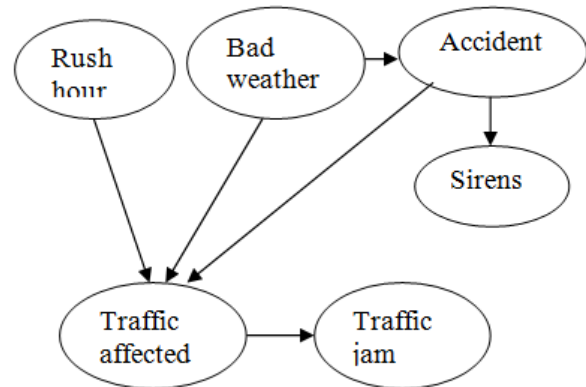 Rush
hour
Bad
weather
Accident
Sirens
Traffic
affected
Traffic
jam